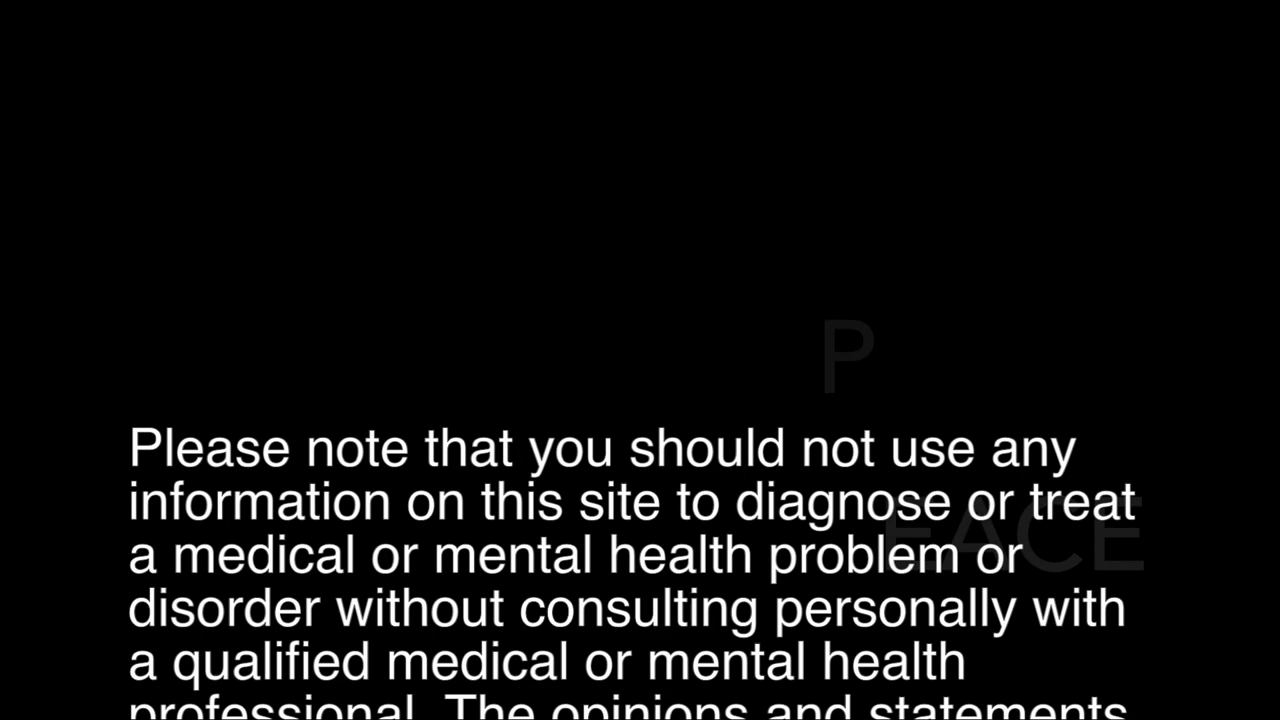 P
Please note that you should not use any
information on this site to diagnose or treat
EACE
a medical or mental health problem or
disorder without consulting personally with
a qualified medical or mental health
professional. The opinions and statements